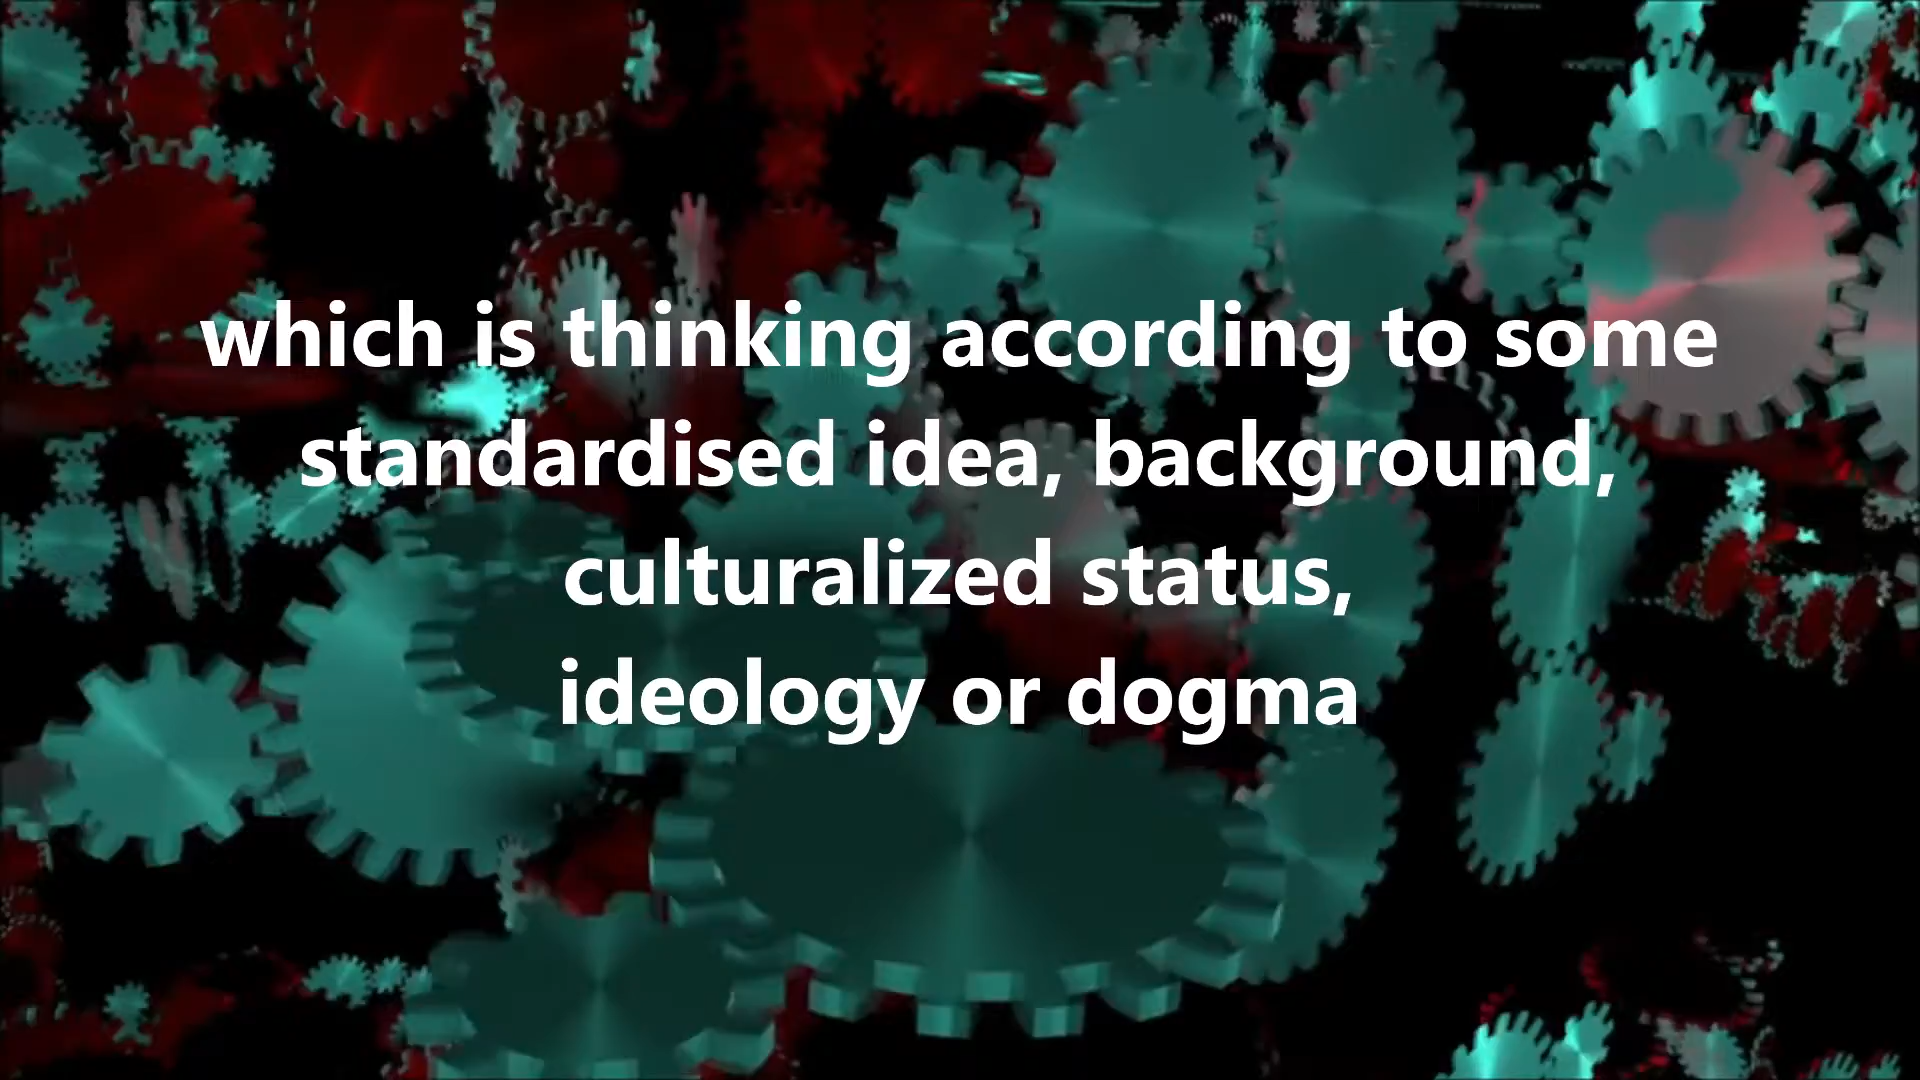 which is thinking according to some
standardised idea, background,
culturalized status,
ideology or dogma